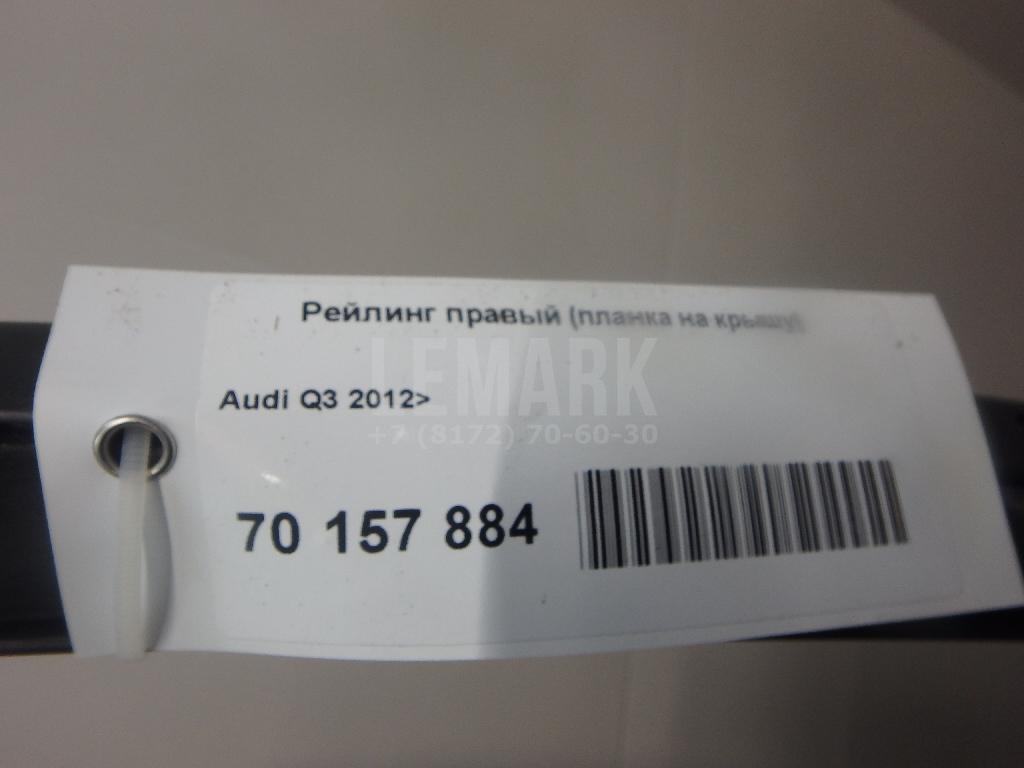 Рейлинг правый (планка на крышу)
LEMARK
Audi Q3 2012>
+7 (8172) 70-60-30
70 157 884